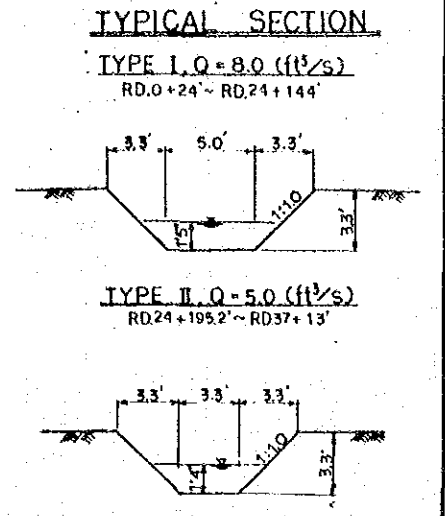 TYPICAL SECTION
TYPE I, Q = 8.0 (ft³/s)
RD.0+24' ~ RD.24+144'
3.3' 5.0' 3.3'
1:1.0
1.5'
3.3'
TYPE II, Q = 5.0 (ft³/s)
RD.24+195.2' ~ RD.37+13'
3.3' 3.3' 3.3'
1:1.0
1.4'
3.3'